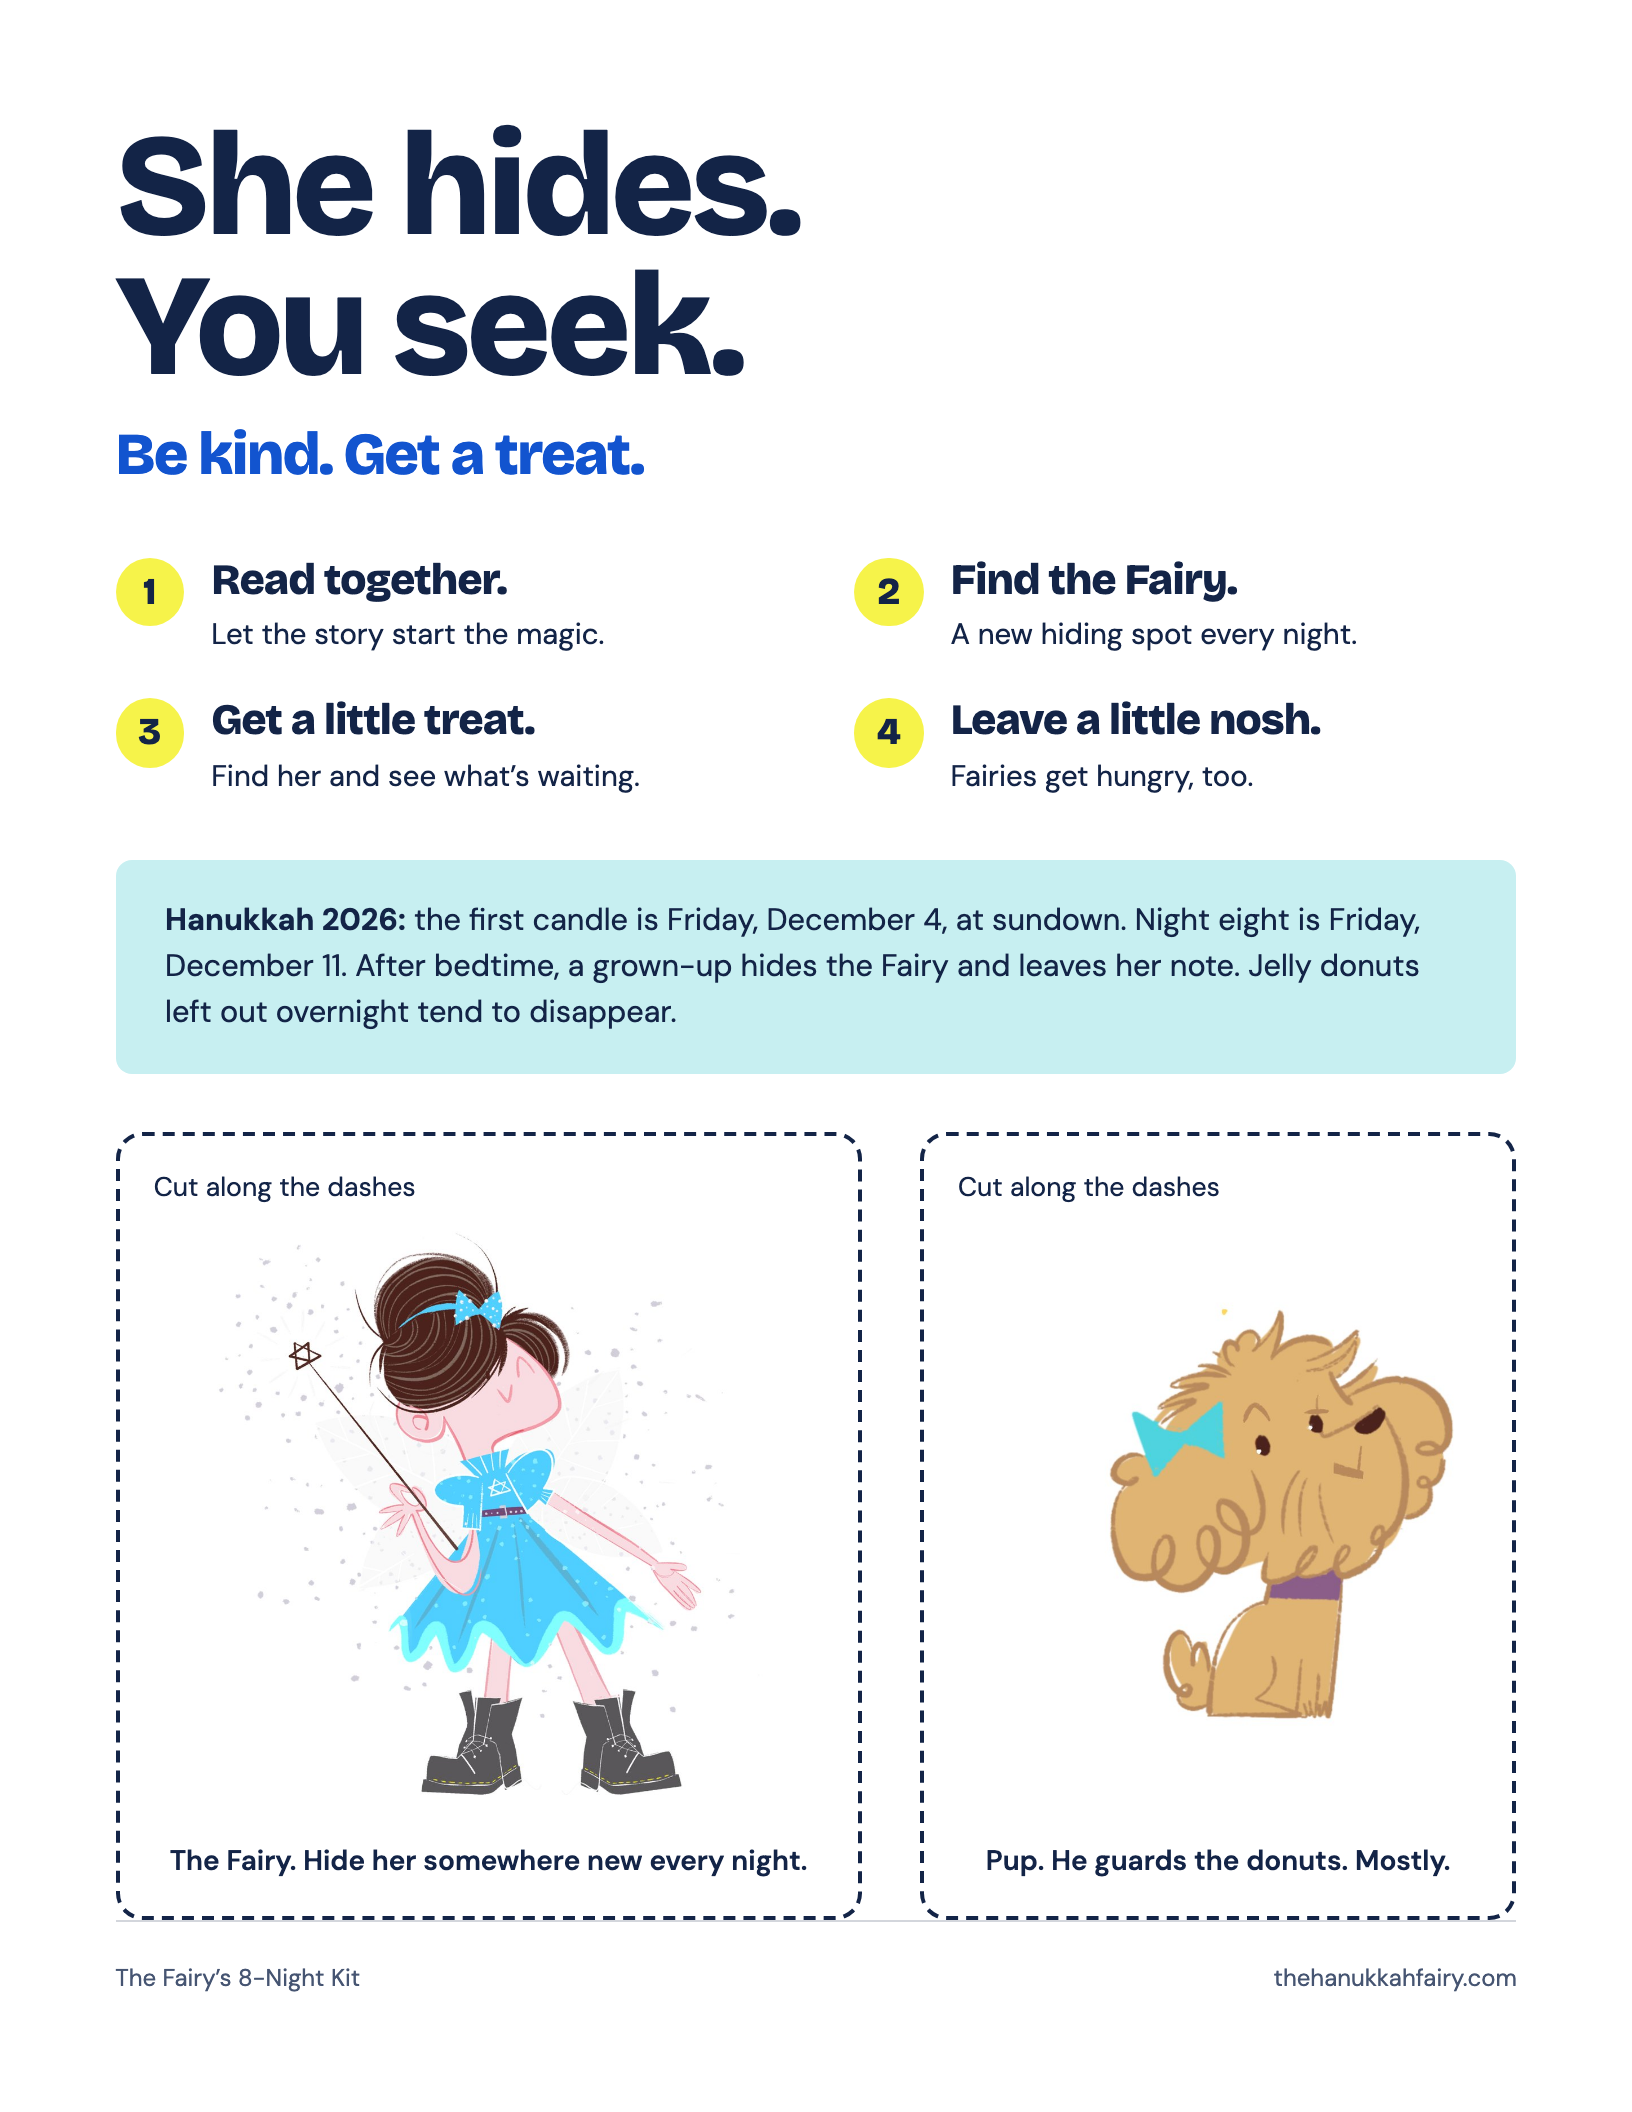 She hides.
You seek.
Be kind. Get a treat.
1
Read together.
Let the story start the magic.
2
Find the Fairy.
A new hiding spot every night.
3
Get a little treat.
Find her and see what’s waiting.
4
Leave a little nosh.
Fairies get hungry, too.
Hanukkah 2026: the first candle is Friday, December 4, at sundown. Night eight is Friday,
December 11. After bedtime, a grown-up hides the Fairy and leaves her note. Jelly donuts
left out overnight tend to disappear.
Cut along the dashes
The Fairy. Hide her somewhere new every night.
Cut along the dashes
Pup. He guards the donuts. Mostly.
The Fairy’s 8-Night Kit
thehanukkahfairy.com